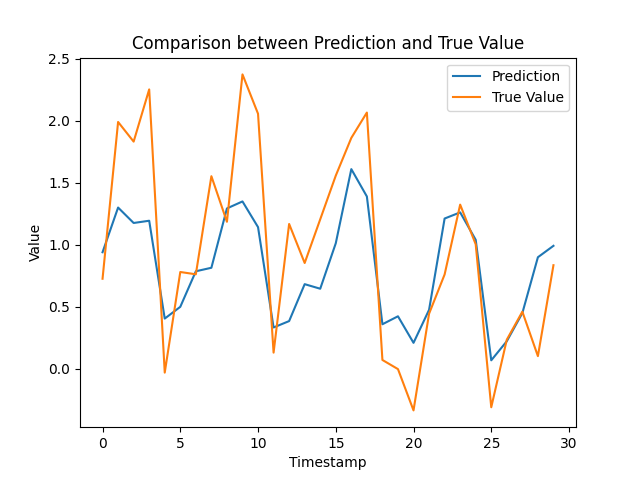 Comparison between Prediction and True Value
Prediction
True Value
Value
2.5
2.0
1.5
1.0
0.5
0.0
0 5 10 15 20 25 30
Timestamp